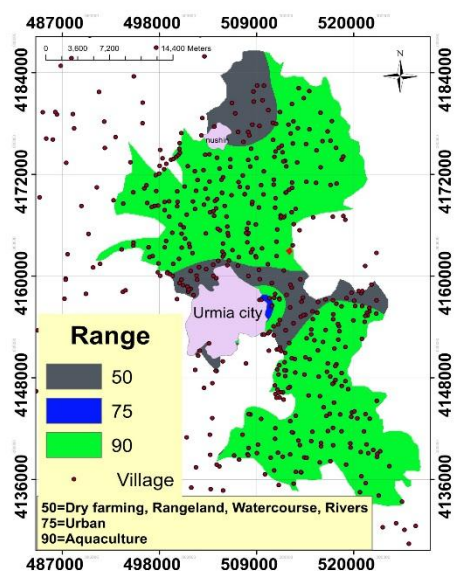 487000 498000 5090000 520000
0 3,600 7,200 14,400 Meters
N
4184000 4184000
nushi
4172000 4172000
4160000 4160000
Urmia city
Range
50
4148000 4148000
75
90
Village
4136000 4136000
50=Dry farming, Rangeland, Watercourse, Rivers
75=Urban
90=Aquaculture
487000 498000 509000 520000